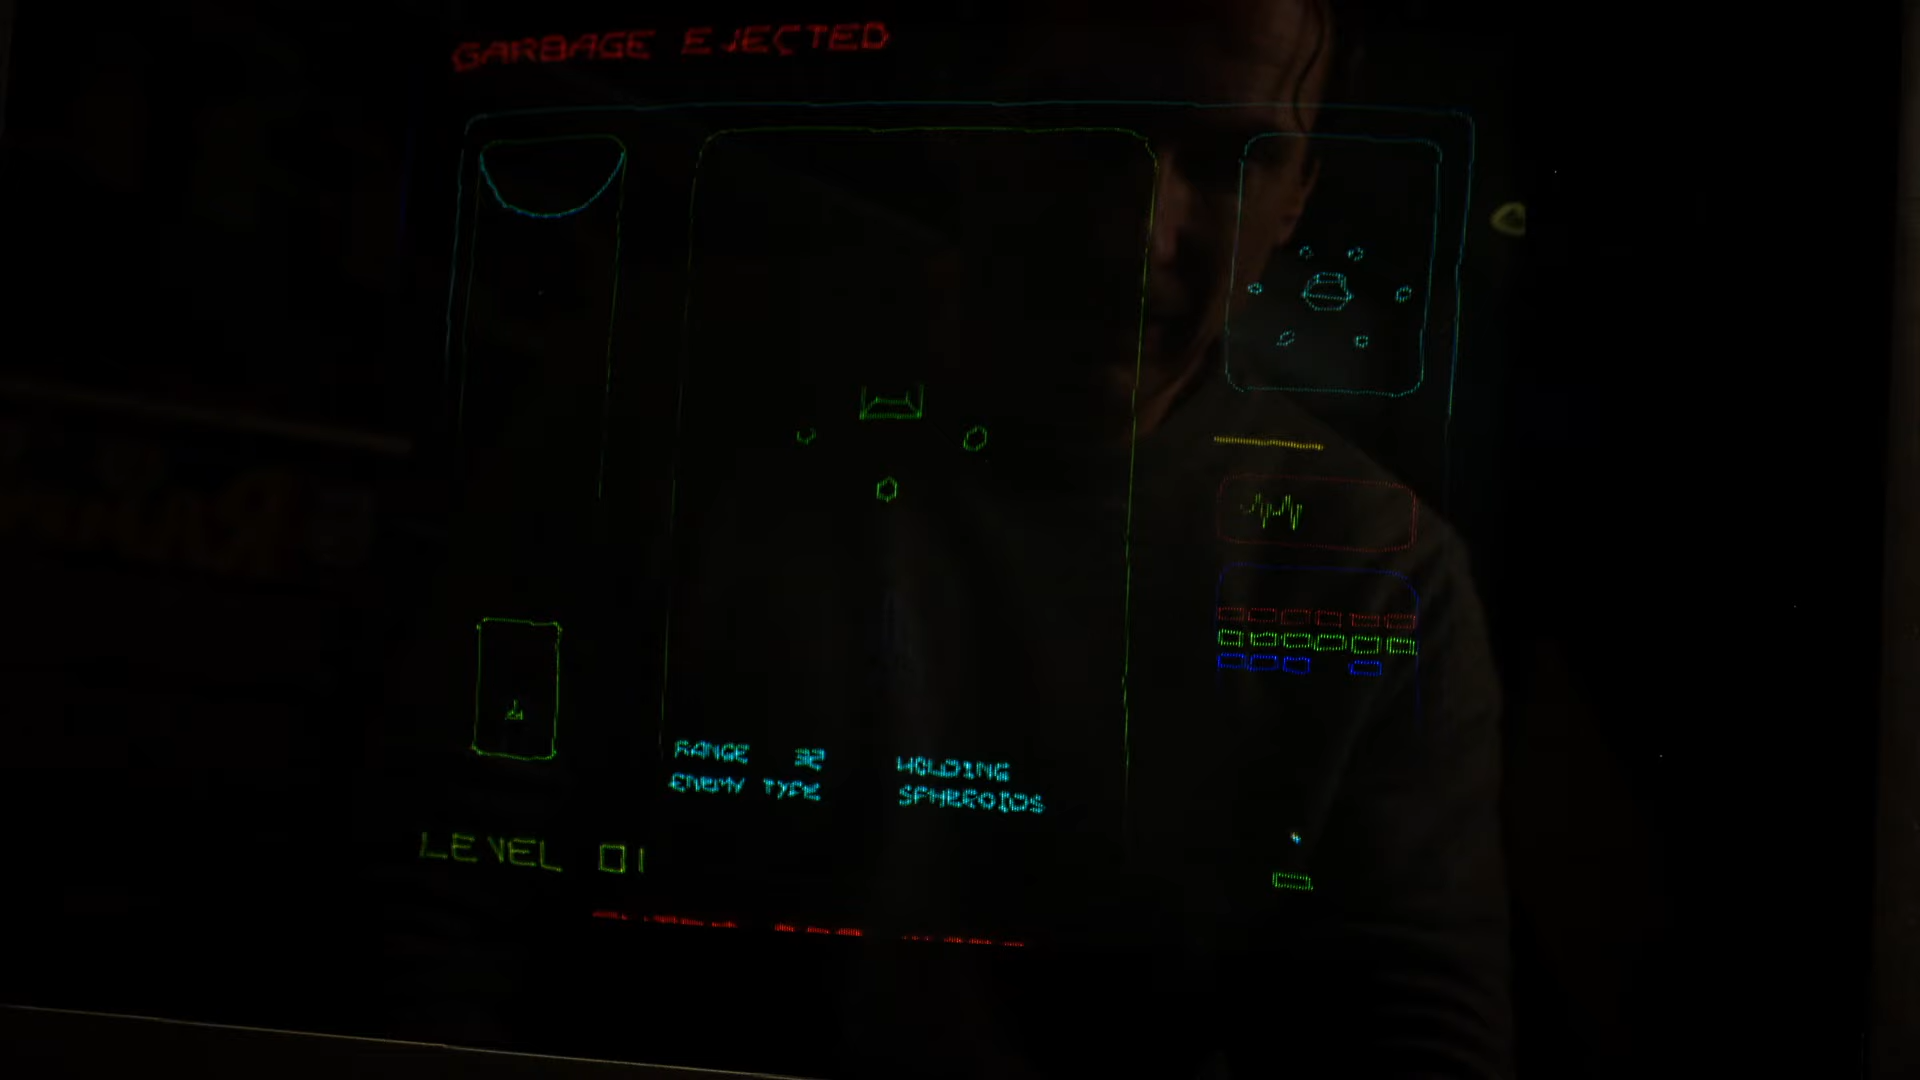 GARBAGE EJECTED
RANGE 32 HOLDING
ENEMY TYPE SPHEROIDS
LEVEL 01